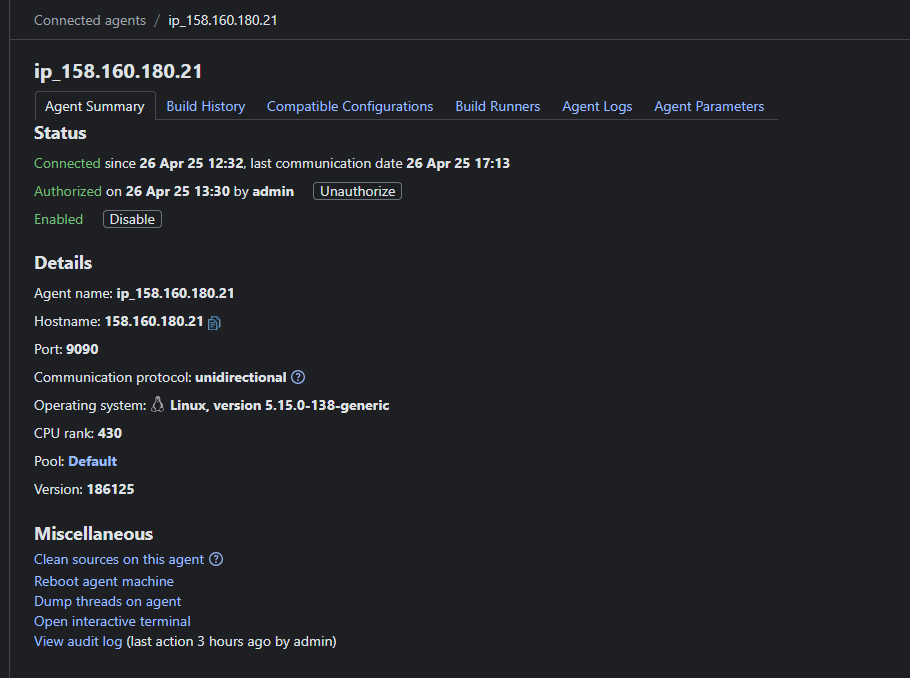 Connected agents / ip_158.160.180.21
ip_158.160.180.21
Agent Summary Build History Compatible Configurations Build Runners Agent Logs Agent Parameters
Status
Connected since 26 Apr 25 12:32, last communication date 26 Apr 25 17:13
Authorized on 26 Apr 25 13:30 by admin Unauthorize
Enabled Disable
Details
Agent name: ip_158.160.180.21
Hostname: 158.160.180.21
Port: 9090
Communication protocol: unidirectional ?
Operating system: Linux, version 5.15.0-138-generic
CPU rank: 430
Pool: Default
Version: 186125
Miscellaneous
Clean sources on this agent ?
Reboot agent machine
Dump threads on agent
Open interactive terminal
View audit log (last action 3 hours ago by admin)